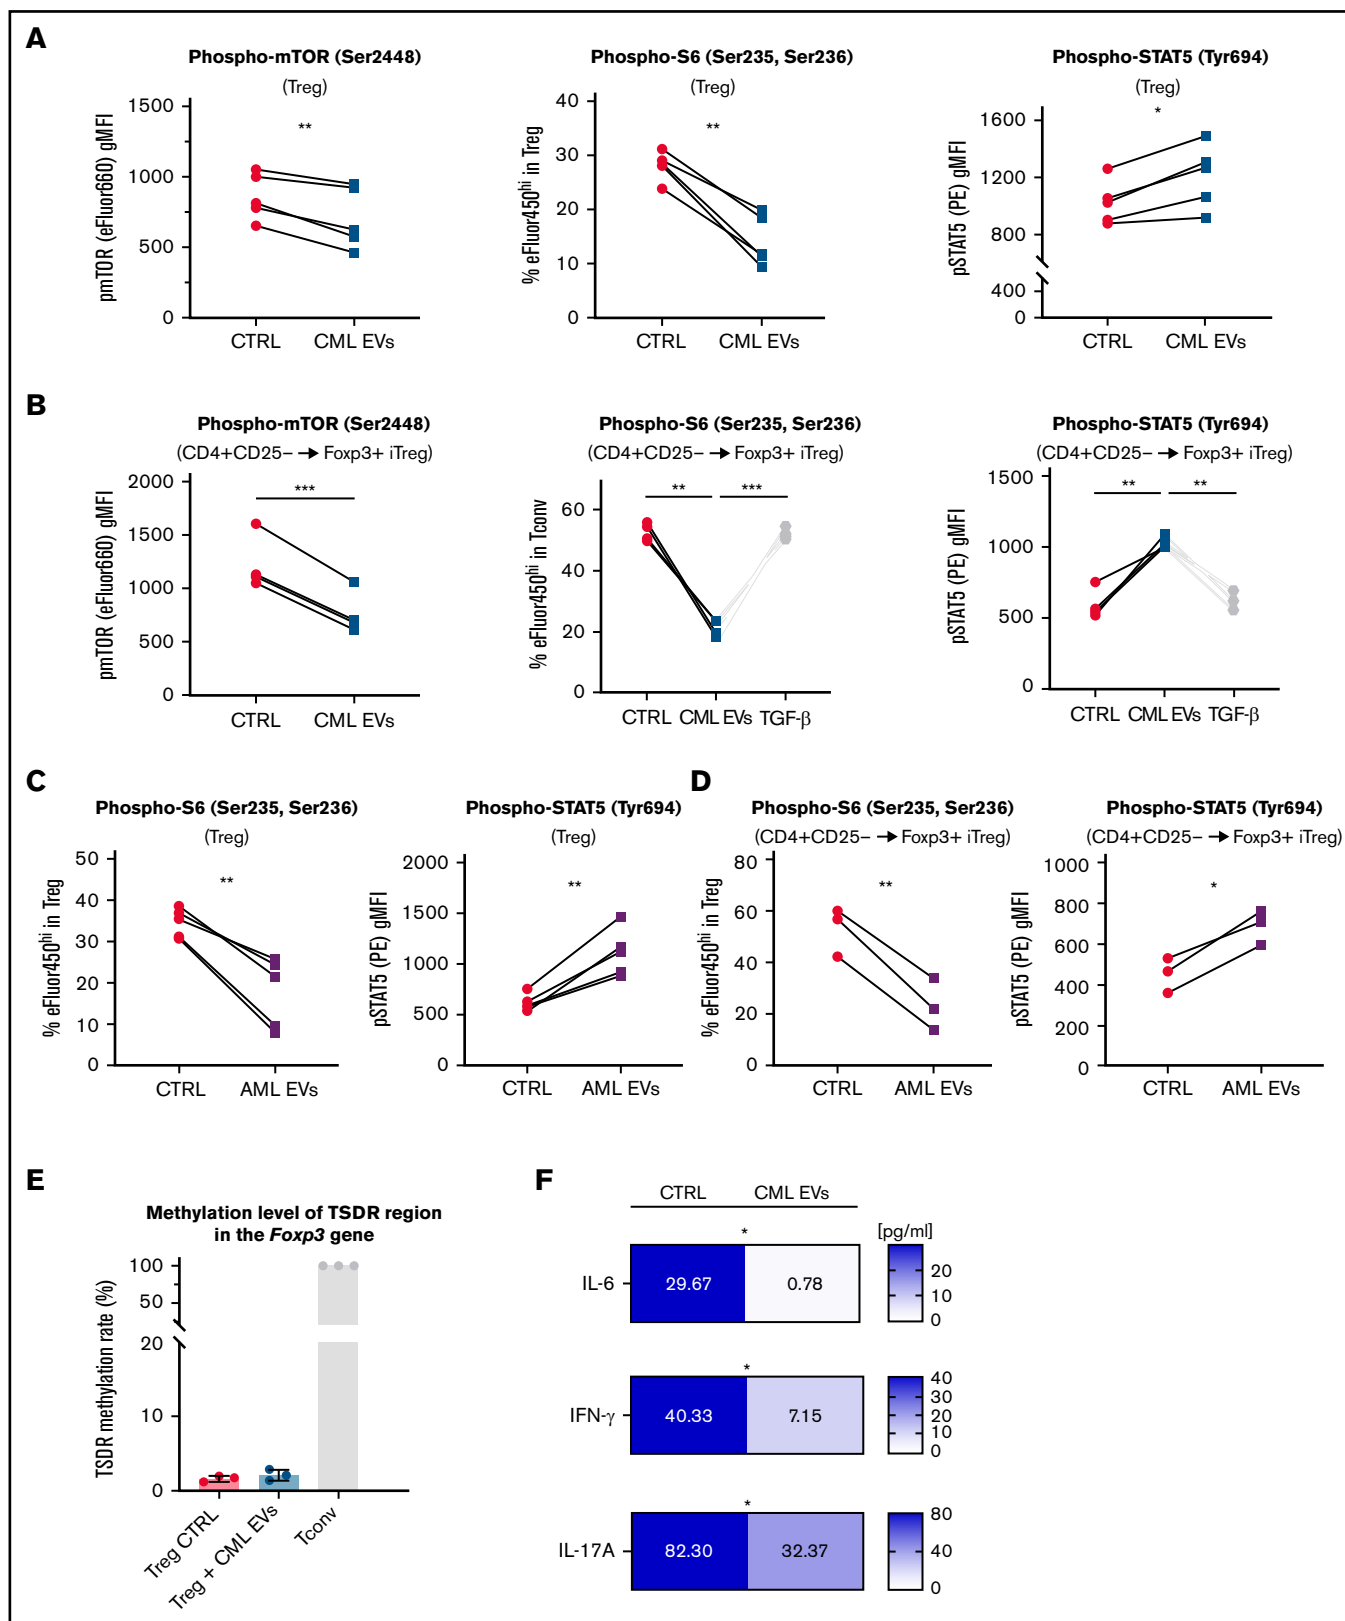 A
Phospho-mTOR (Ser2448)
(Treg)
pmTOR (eFluor660) gMFI
1500
1000
500
0
**
CTRL
CML EVs
Phospho-S6 (Ser235, Ser236)
(Treg)
% eFluor450hi in Treg
40
30
20
10
0
**
CTRL
CML EVs
Phospho-STAT5 (Tyr694)
(Treg)
pSTAT5 (PE) gMFI
1600
1200
800
400
0
*
CTRL
CML EVs
B
Phospho-mTOR (Ser2448)
(CD4+CD25– → Foxp3+ iTreg)
pmTOR (eFluor660) gMFI
2000
1500
1000
500
0
***
CTRL
CML EVs
Phospho-S6 (Ser235, Ser236)
(CD4+CD25– → Foxp3+ iTreg)
% eFluor450hi in Tconv
60
40
20
0
**
***
CTRL
CML EVs
TGF-β
Phospho-STAT5 (Tyr694)
(CD4+CD25– → Foxp3+ iTreg)
pSTAT5 (PE) gMFI
1500
1000
500
0
**
**
CTRL
CML EVs
TGF-β
C
Phospho-S6 (Ser235, Ser236)
(Treg)
% eFluor450hi in Treg
50
40
30
20
10
0
**
CTRL
AML EVs
Phospho-STAT5 (Tyr694)
(Treg)
pSTAT5 (PE) gMFI
2000
1500
1000
500
0
**
CTRL
AML EVs
D
Phospho-S6 (Ser235, Ser236)
(CD4+CD25– → Foxp3+ iTreg)
% eFluor450hi in Treg
80
60
40
20
0
**
CTRL
AML EVs
Phospho-STAT5 (Tyr694)
(CD4+CD25– → Foxp3+ iTreg)
pSTAT5 (PE) gMFI
1000
800
600
400
200
0
*
CTRL
AML EVs
E
Methylation level of TSDR region
in the Foxp3 gene
TSDR methylation rate (%)
100
50
20
10
0
Treg CTRL
Treg + CML EVs
Tconv
F
CTRL
CML EVs
[pg/ml]
*
IL-6
29.67
0.78
20
10
0
*
IFN-γ
40.33
7.15
40
30
20
10
0
*
IL-17A
82.30
32.37
80
40
0